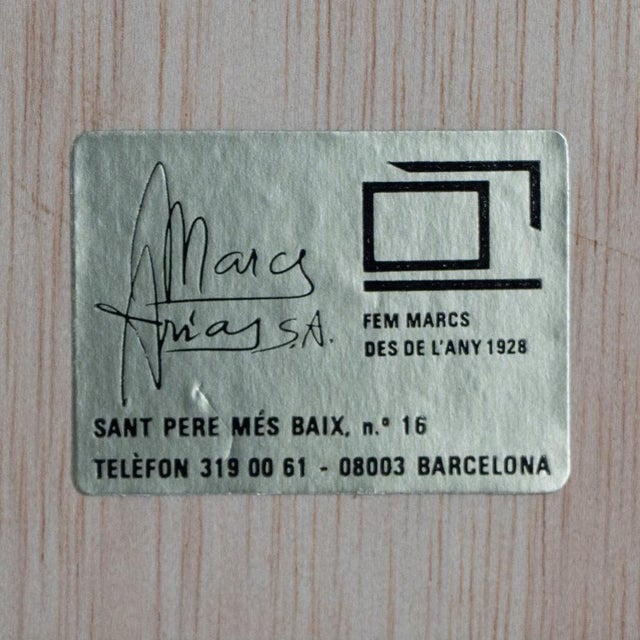 Marcs
Arias S.A.
FEM MARCS
DES DE L'ANY 1928
SANT PERE MÉS BAIX, n.º 16
TELÈFON 319 00 61 - 08003 BARCELONA